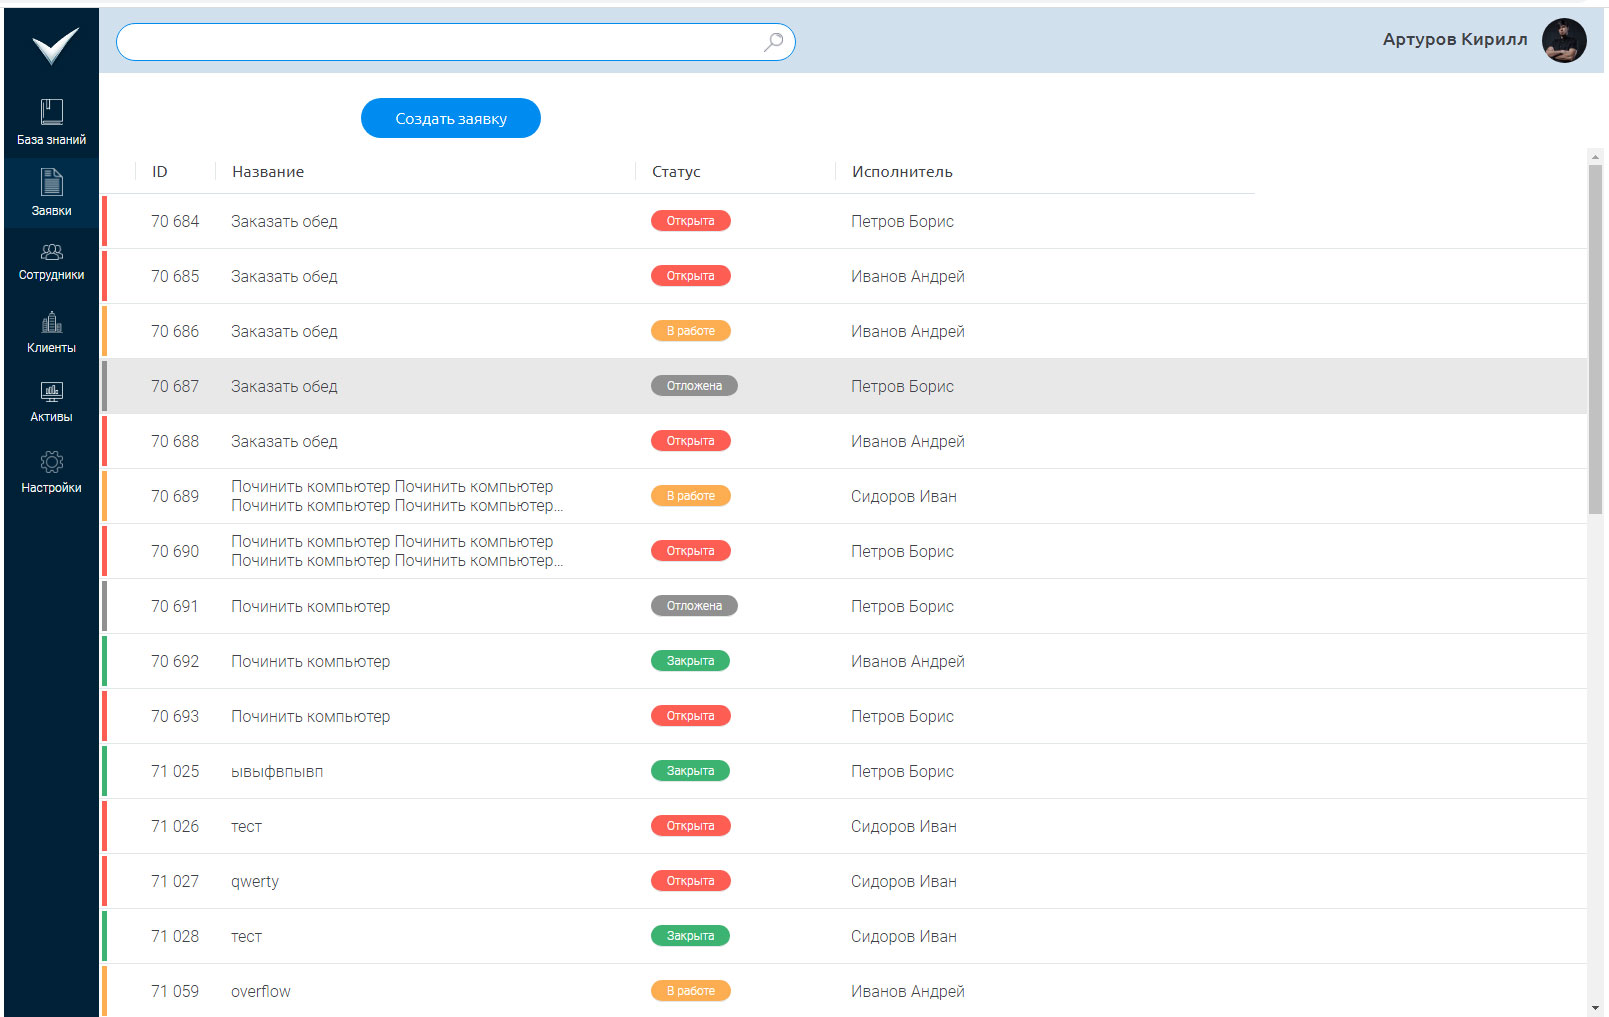 Артуров Кирилл
Создать заявку
База знаний
Заявки
Сотрудники
Клиенты
Активы
Настройки
ID Название Статус Исполнитель
70 684 Заказать обед Открыта Петров Борис
70 685 Заказать обед Открыта Иванов Андрей
70 686 Заказать обед В работе Иванов Андрей
70 687 Заказать обед Отложена Петров Борис
70 688 Заказать обед Открыта Иванов Андрей
70 689 Починить компьютер Починить компьютер
Починить компьютер Починить компьютер... В работе Сидоров Иван
70 690 Починить компьютер Починить компьютер
Починить компьютер Починить компьютер... Открыта Петров Борис
70 691 Починить компьютер Отложена Петров Борис
70 692 Починить компьютер Закрыта Иванов Андрей
70 693 Починить компьютер Открыта Петров Борис
71 025 ывыфвпывп Закрыта Петров Борис
71 026 тест Открыта Сидоров Иван
71 027 qwerty Открыта Сидоров Иван
71 028 тест Закрыта Сидоров Иван
71 059 overflow В работе Иванов Андрей